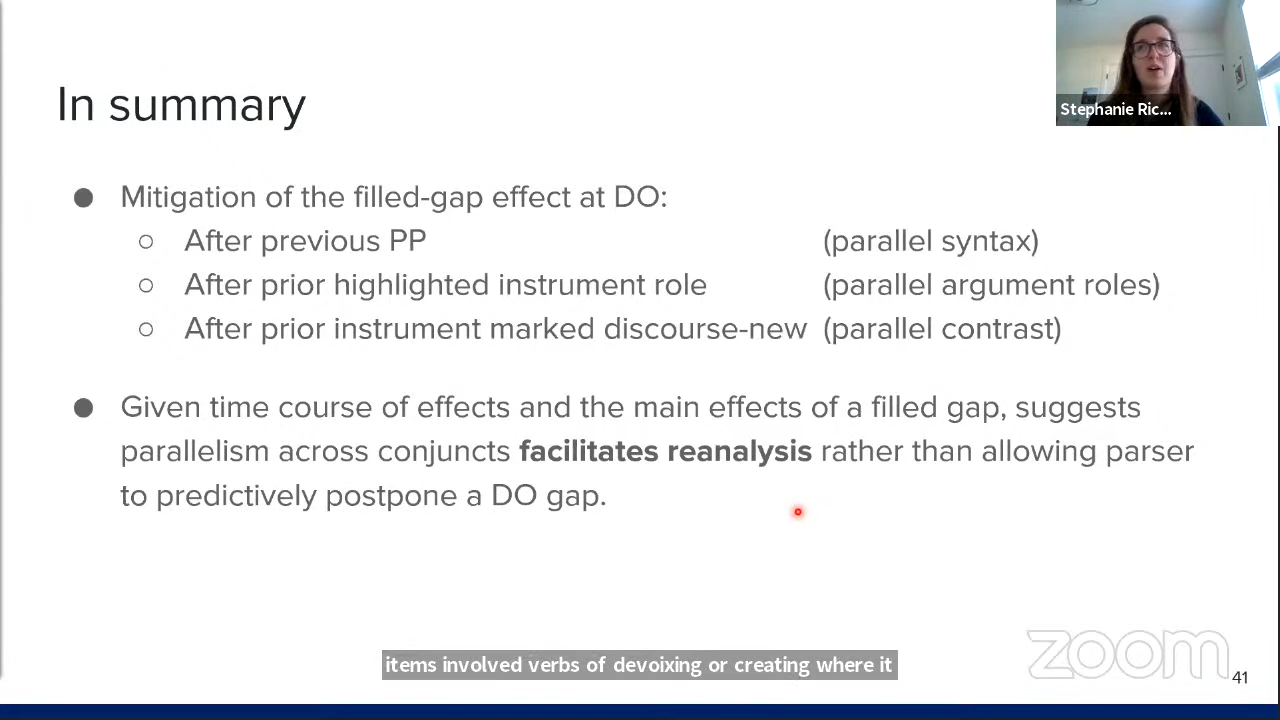 Stephanie Ric...
In summary
● Mitigation of the filled-gap effect at DO:
○ After previous PP (parallel syntax)
○ After prior highlighted instrument role (parallel argument roles)
○ After prior instrument marked discourse-new (parallel contrast)
● Given time course of effects and the main effects of a filled gap, suggests
parallelism across conjuncts facilitates reanalysis rather than allowing parser
to predictively postpone a DO gap.
items involved verbs of devoixing or creating where it
zoom
41